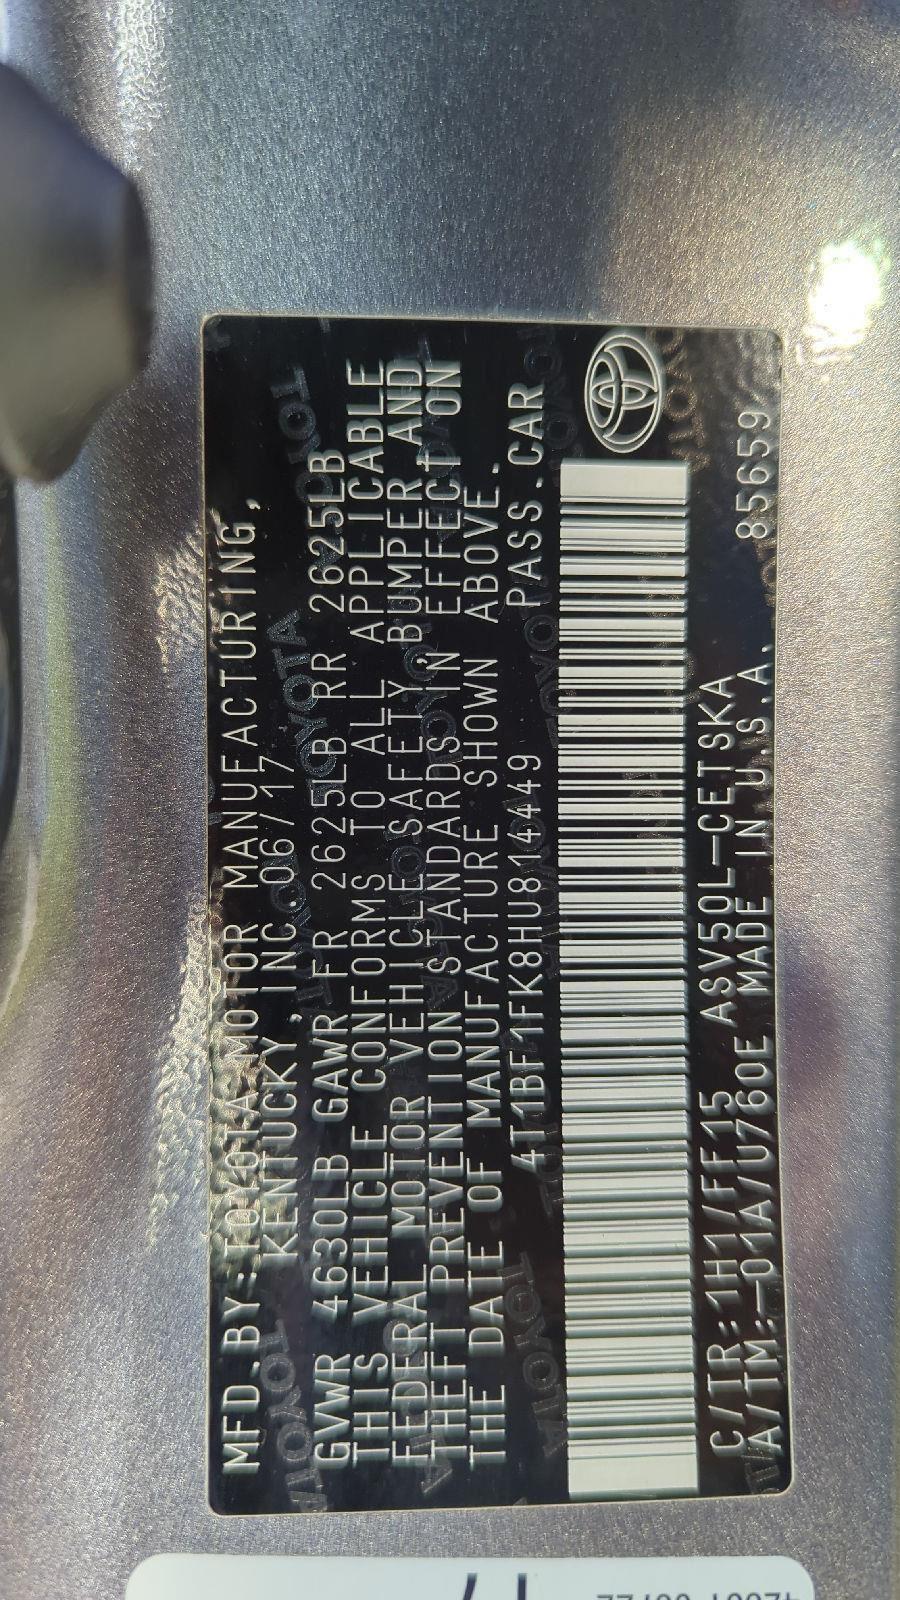 MFD.BY:TOYOTA MOTOR MANUFACTURING,
KENTUCKY, INC.06/17
GVWR 4630LB GAWR FR 2625LB RR 2625LB
THIS VEHICLE CONFORMS TO ALL APPLICABLE
FEDERAL MOTOR VEHICLE SAFETY, BUMPER AND
THEFT PREVENTION STANDARDS IN EFFECT ON
THE DATE OF MANUFACTURE SHOWN ABOVE.
4T1BF1FK8HU814449 PASS.CAR
C/TR:1H1/FE15 ASV50L-CETSKA
A/TM:-01A/U760E MADE IN U.S.A. 85659